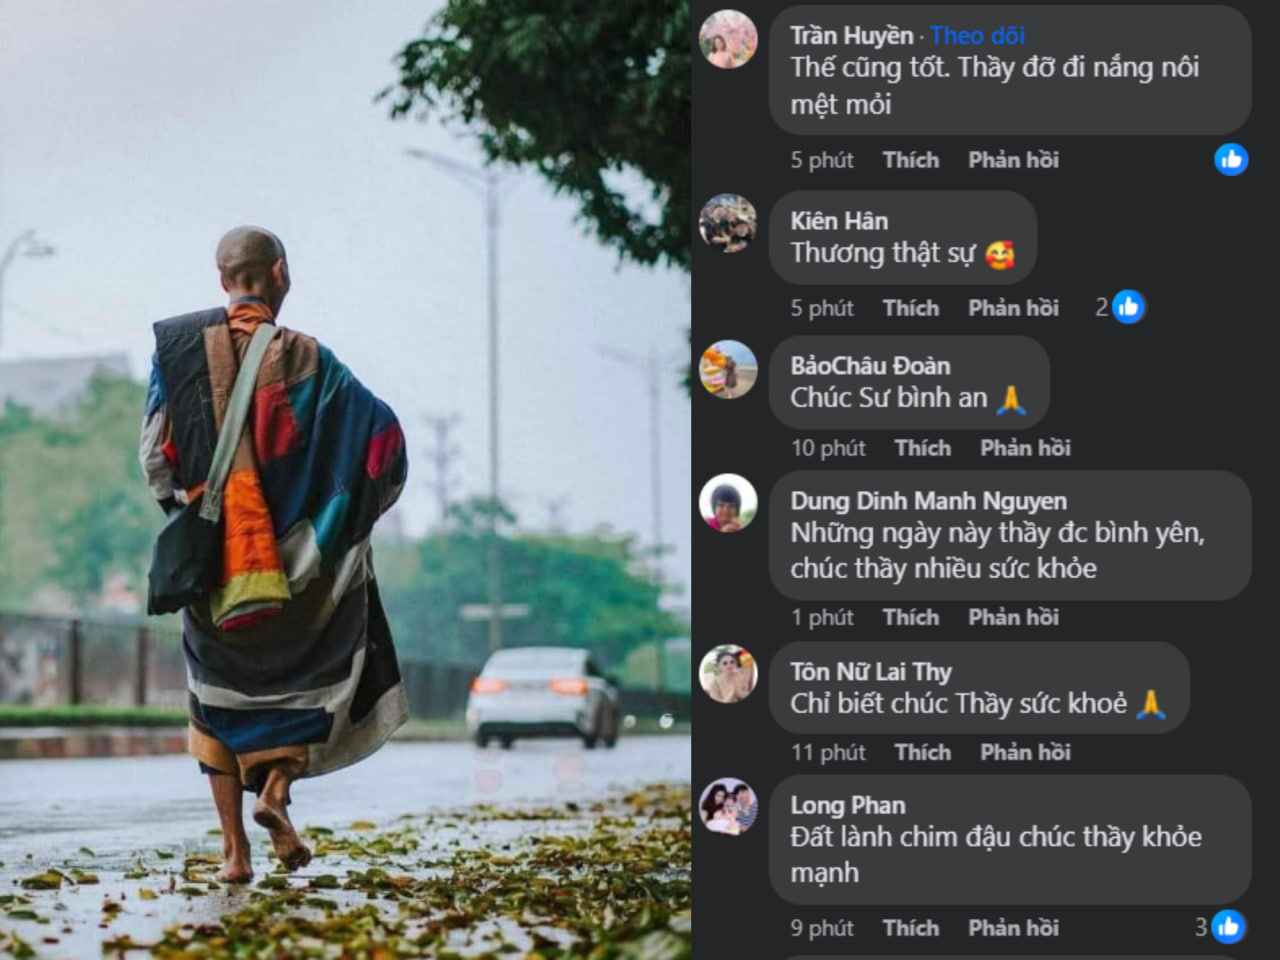 Trần Huyền · Theo dõi
Thế cũng tốt. Thầy đỡ đi nắng nôi
mệt mỏi
5 phút Thích Phản hồi
Kiên Hân
Thương thật sự 🥰
5 phút Thích Phản hồi 2
BảoChâu Đoàn
Chúc Sư bình an 🙏
10 phút Thích Phản hồi
Dung Dinh Manh Nguyen
Những ngày này thầy đc bình yên,
chúc thầy nhiều sức khỏe
1 phút Thích Phản hồi
Tôn Nữ Lai Thy
Chỉ biết chúc Thầy sức khoẻ 🙏
11 phút Thích Phản hồi
Long Phan
Đất lành chim đậu chúc thầy khỏe
mạnh
9 phút Thích Phản hồi 3